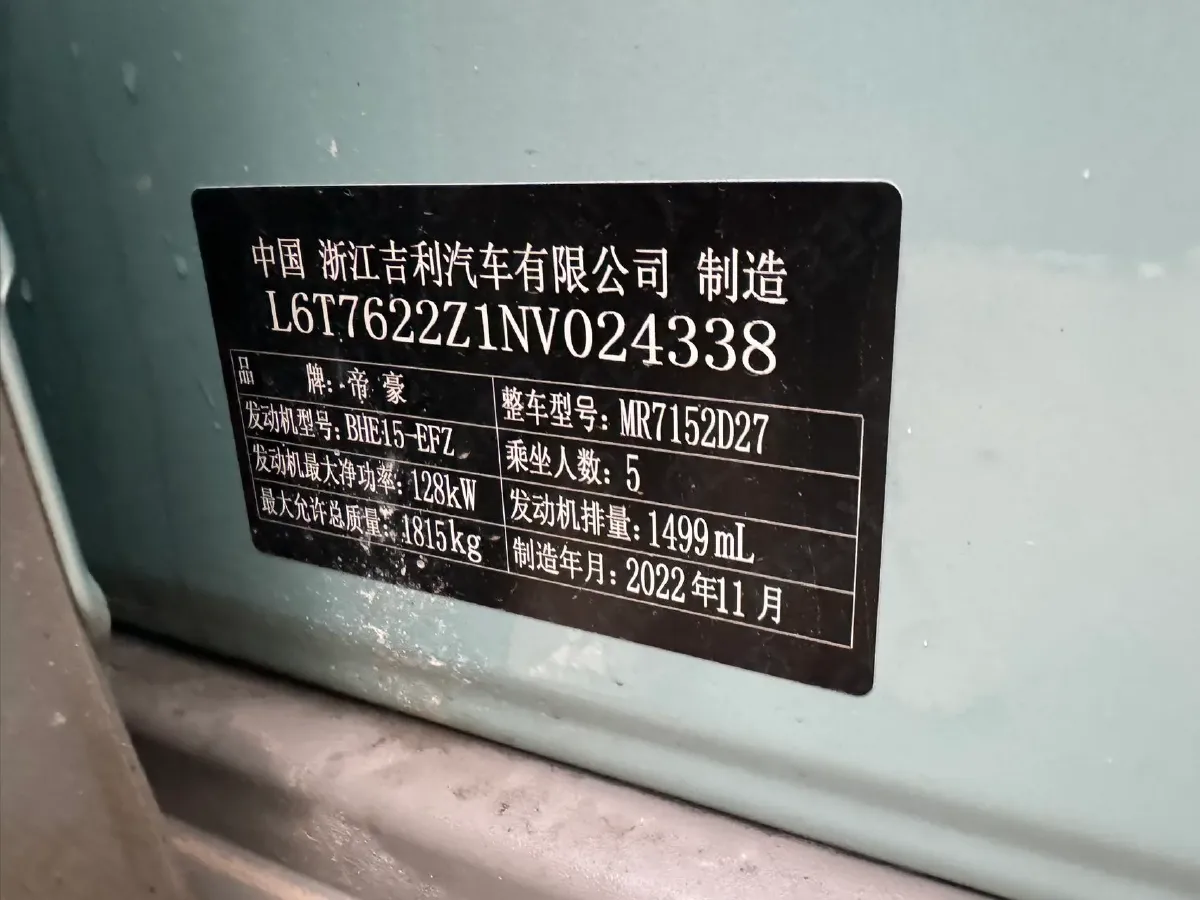 中国 浙江吉利汽车有限公司 制造
L6T7622Z1NV024338
品 牌: 帝豪 整车型号: MR7152D27
发动机型号: BHE15-EFZ 乘坐人数: 5
发动机最大净功率: 128kW 发动机排量: 1499mL
最大允许总质量: 1815kg 制造年月: 2022年11月